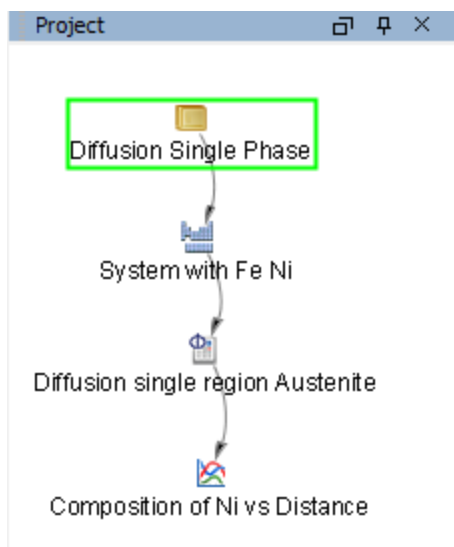 Project
Diffusion Single Phase
System with Fe Ni
Diffusion single region Austenite
Composition of Ni vs Distance